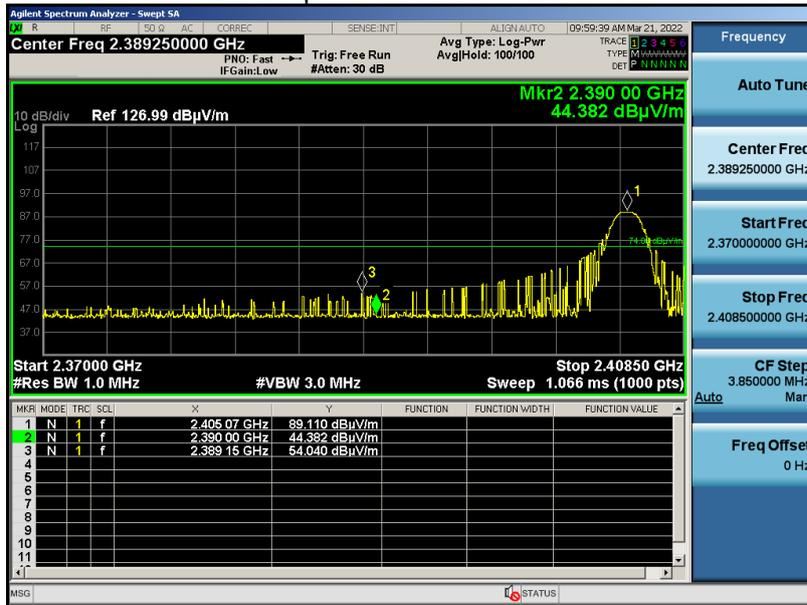 Agilent Spectrum Analyzer - Swept SA
LXI R RF 50 Ω AC CORREC SENSE:INT ALIGN AUTO 09:59:39 AM Mar 21, 2022
Center Freq 2.389250000 GHz
PNO: Fast
IFGain:Low
Trig: Free Run
#Atten: 30 dB
Avg Type: Log-Pwr
Avg|Hold: 100/100
TRACE 1 2 3 4 5 6
TYPE M
DET P N N N N N
Mkr2 2.390 00 GHz
44.382 dBµV/m
10 dB/div Ref 126.99 dBµV/m
Log
117
107
97.0
87.0
77.0
67.0
57.0
47.0
37.0
1
74.00 dBµV/m
3
2
Start 2.37000 GHz Stop 2.40850 GHz
#Res BW 1.0 MHz #VBW 3.0 MHz Sweep 1.066 ms (1000 pts)
MKR MODE TRC SCL X Y FUNCTION FUNCTION WIDTH FUNCTION VALUE
1 N 1 f 2.405 07 GHz 89.110 dBµV/m
2 N 1 f 2.390 00 GHz 44.382 dBµV/m
3 N 1 f 2.389 15 GHz 54.040 dBµV/m
4
5
6
7
8
9
10
11
MSG STATUS
Frequency
Auto Tune
Center Freq
2.389250000 GHz
Start Freq
2.370000000 GHz
Stop Freq
2.408500000 GHz
CF Step
3.850000 MHz
Auto Man
Freq Offset
0 Hz